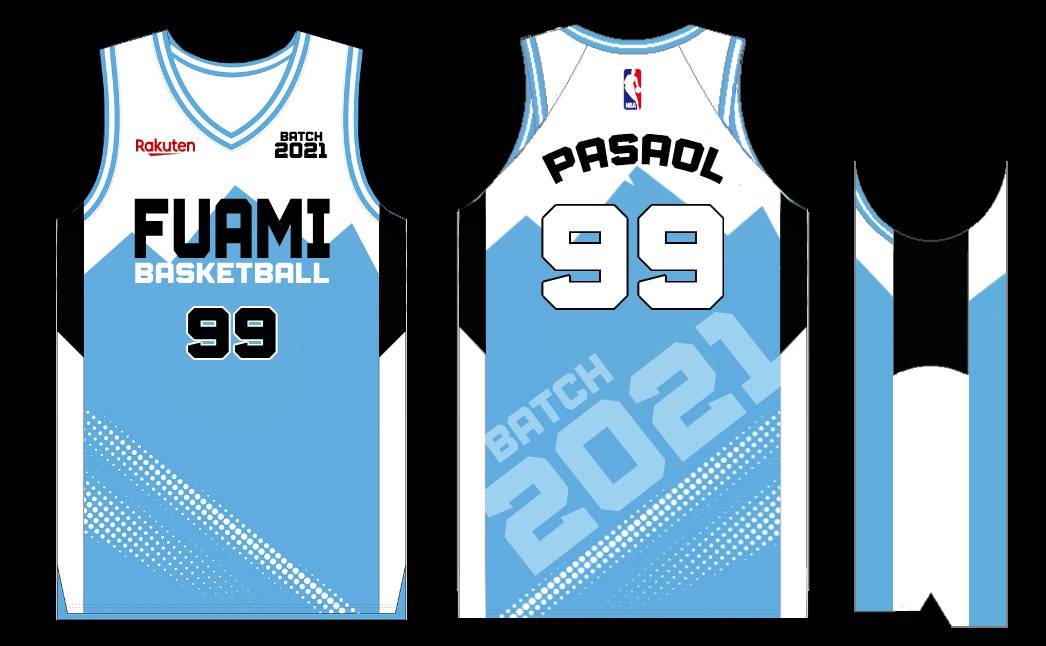 Rakuten
BATCH
2021
FUAMI
BASKETBALL
99
NBA
PASAOL
99
BATCH
2021